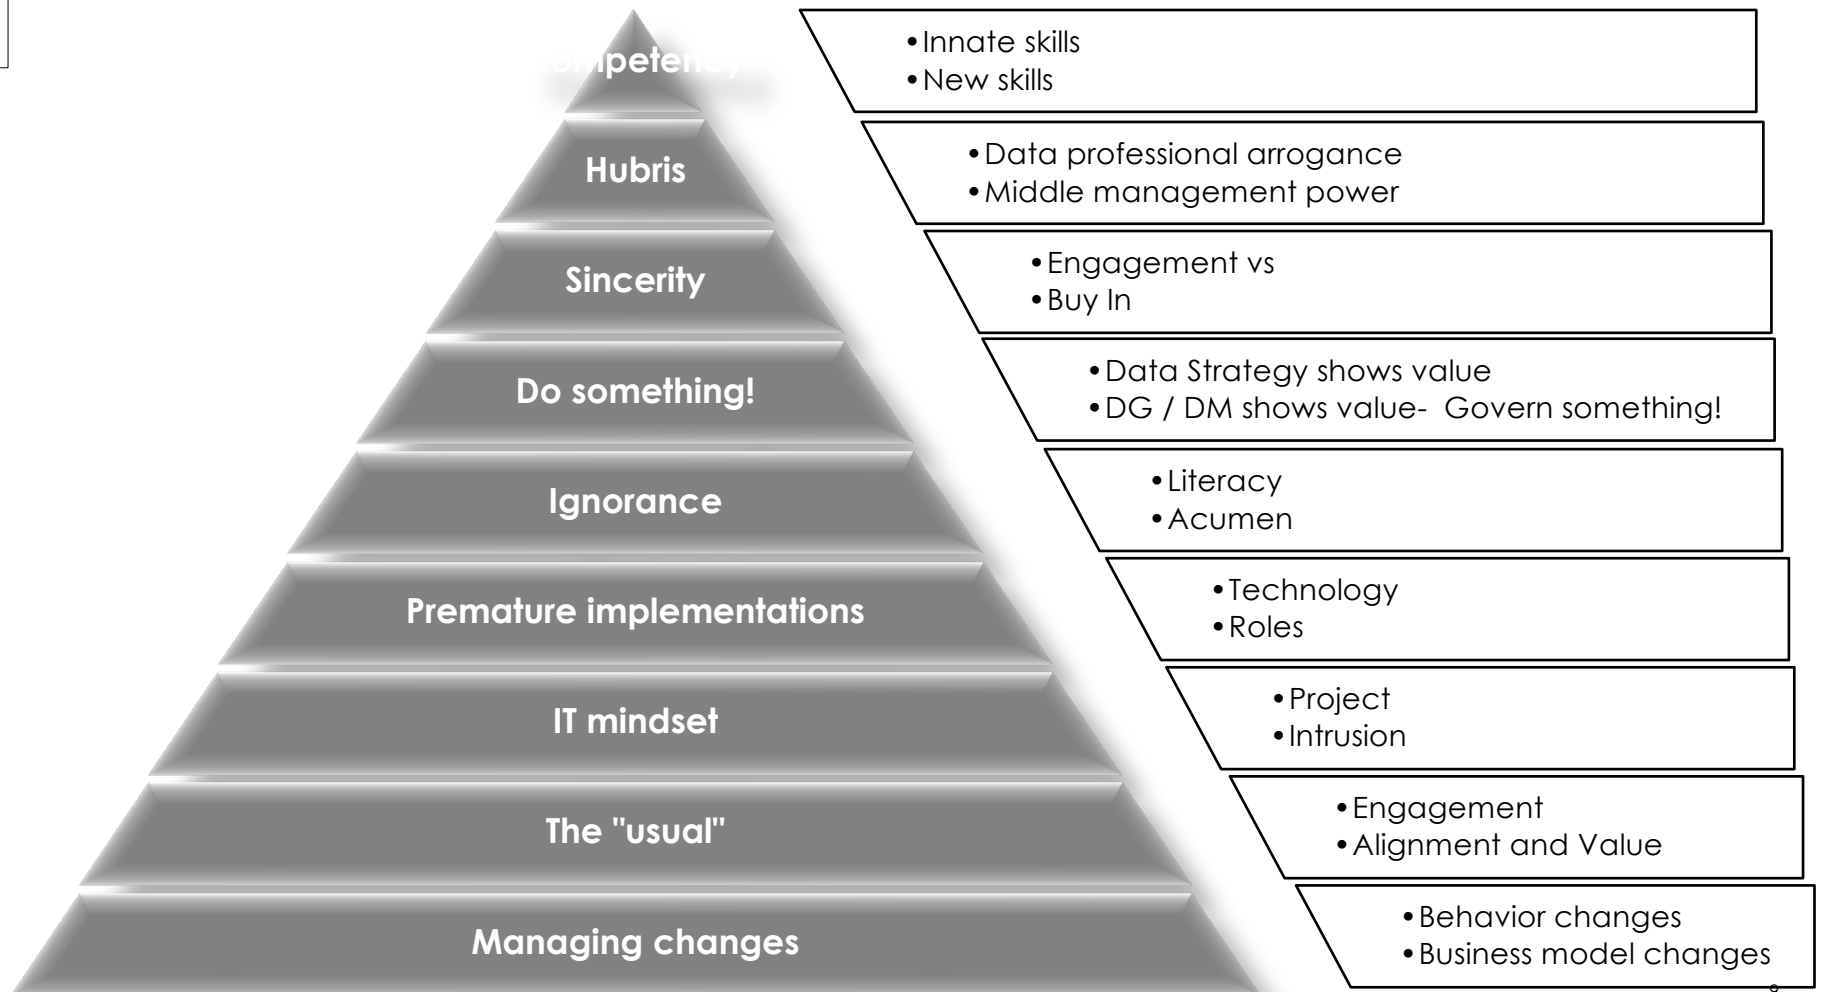 Competency
• Innate skills
• New skills
Hubris
• Data professional arrogance
• Middle management power
Sincerity
• Engagement vs
• Buy In
Do something!
• Data Strategy shows value
• DG / DM shows value- Govern something!
Ignorance
• Literacy
• Acumen
Premature implementations
• Technology
• Roles
IT mindset
• Project
• Intrusion
The "usual"
• Engagement
• Alignment and Value
Managing changes
• Behavior changes
• Business model changes